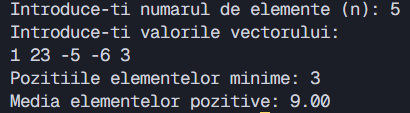 Introduce-ti numarul de elemente (n): 5
Introduce-ti valorile vectorului:
1 23 -5 -6 3
Pozitiile elementelor minime: 3
Media elementelor pozitive: 9.00